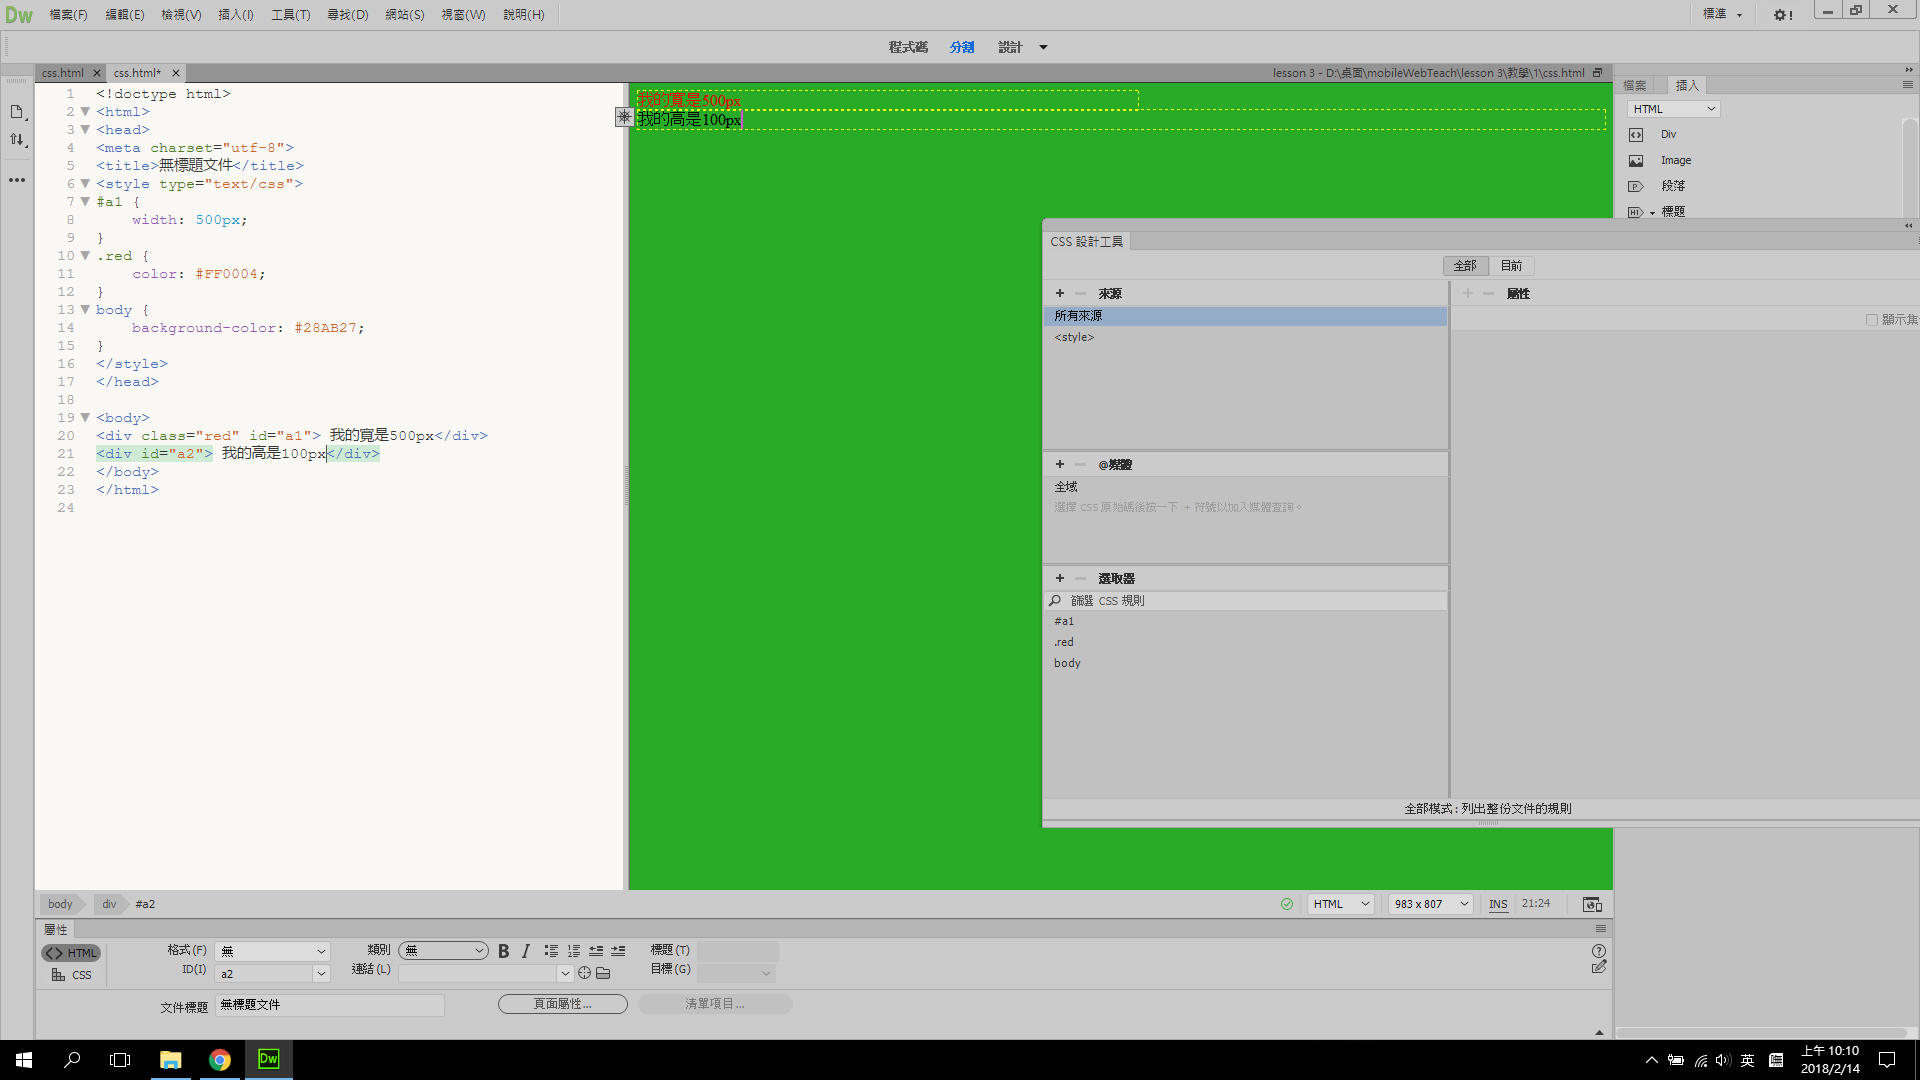 Dw 檔案(F) 編輯(E) 檢視(V) 插入(I) 工具(T) 尋找(D) 網站(S) 視窗(W) 說明(H) 標準
程式碼 分割 設計
css.html css.html* lesson 3 - D:\桌面\mobileWebTeach\lesson 3\教學\1\css.html
1 <!doctype html>
2 <html>
3 <head>
4 <meta charset="utf-8">
5 <title>無標題文件</title>
6 <style type="text/css">
7 #a1 {
8 width: 500px;
9 }
10 .red {
11 color: #FF0004;
12 }
13 body {
14 background-color: #28AB27;
15 }
16 </style>
17 </head>
18
19 <body>
20 <div class="red" id="a1"> 我的寬是500px</div>
21 <div id="a2"> 我的高是100px</div>
22 </body>
23 </html>
24
我的寬是500px
我的高是100px
檔案 插入
HTML
Div
Image
段落
標題
CSS 設計工具
全部 目前
來源
所有來源
<style>
@媒體
全域
選擇 CSS 原始碼後按一下 + 符號以加入媒體查詢。
選取器
篩選 CSS 規則
#a1
.red
body
屬性
顯示集
全部模式 : 列出整份文件的規則
body div #a2 HTML 983 x 807 INS 21:24
屬性
HTML 格式(F) 無 類別 無 B I 標題(T)
CSS ID(I) a2 連結(L) 目標(G)
文件標題 無標題文件 頁面屬性... 清單項目...
Dw 英 上午 10:10
2018/2/14